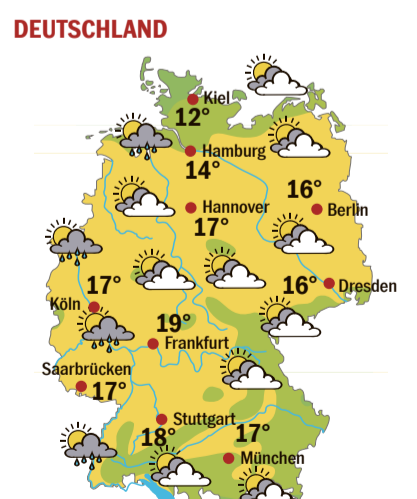 DEUTSCHLAND
Kiel
12°
Hamburg
14°
16°
Hannover
Berlin
17°
17°
16°
Dresden
Köln
19°
Frankfurt
Saarbrücken
17°
Stuttgart
18°
17°
München